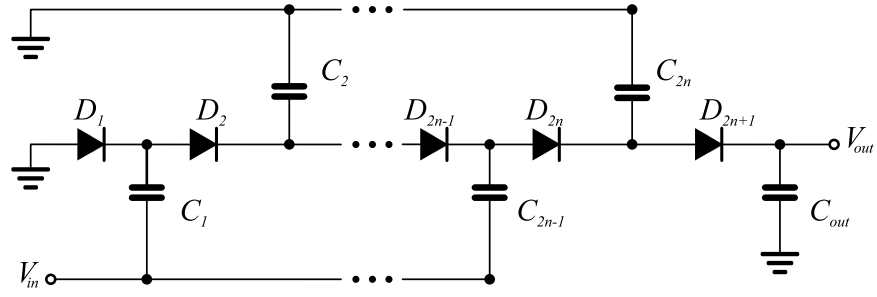 C2 C2n
D1 D2 D2n-1 D2n D2n+1
Vout
C1 C2n-1 Cout
Vin